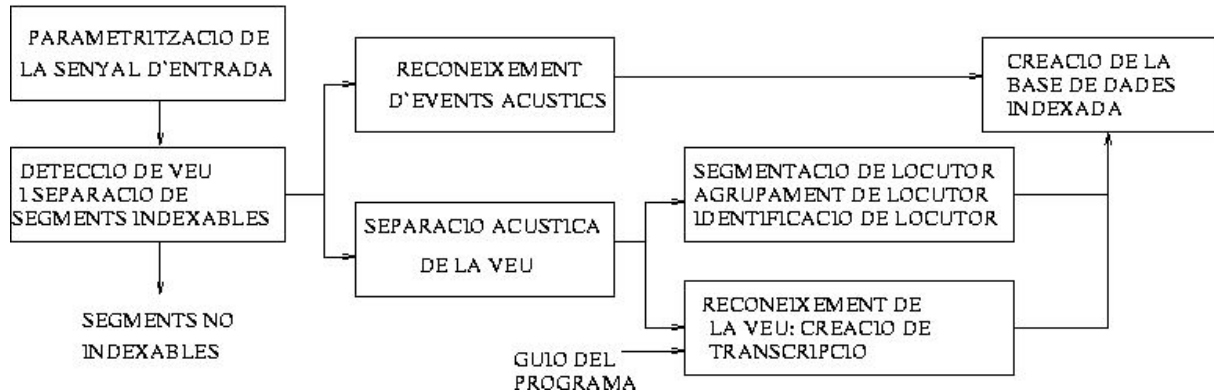 PARAMETRITZACIO DE
LA SENYAL D`ENTRADA
DETECCIO DE VEU
I SEPARACIO DE
SEGMENTS INDEXABLES
SEGMENTS NO
INDEXABLES
RECONEIXEMENT
D`EVENTS ACUSTICS
SEPARACIO ACUSTICA
DE LA VEU
SEGMENTACIO DE LOCUTOR
AGRUPAMENT DE LOCUTOR
IDENTIFICACIO DE LOCUTOR
RECONEIXEMENT DE
LA VEU: CREACIO DE
TRANSCRIPCIO
GUIO DEL
PROGRAMA
CREACIO DE LA
BASE DE DADES
INDEXADA